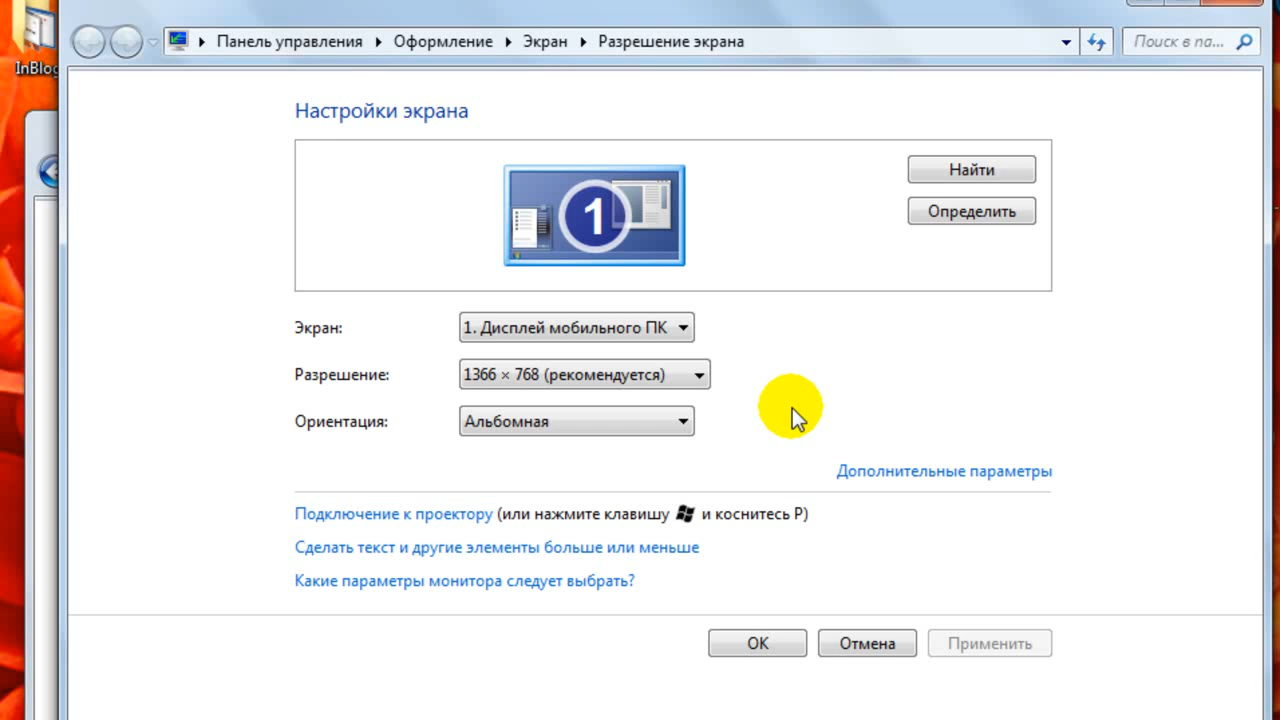 InBlog
Панель управления Оформление Экран Разрешение экрана
Поиск в па...
Настройки экрана
1
Найти
Определить
Экран: 1. Дисплей мобильного ПК
Разрешение: 1366 × 768 (рекомендуется)
Ориентация: Альбомная
Дополнительные параметры
Подключение к проектору (или нажмите клавишу и коснитесь P)
Сделать текст и другие элементы больше или меньше
Какие параметры монитора следует выбрать?
ОК Отмена Применить